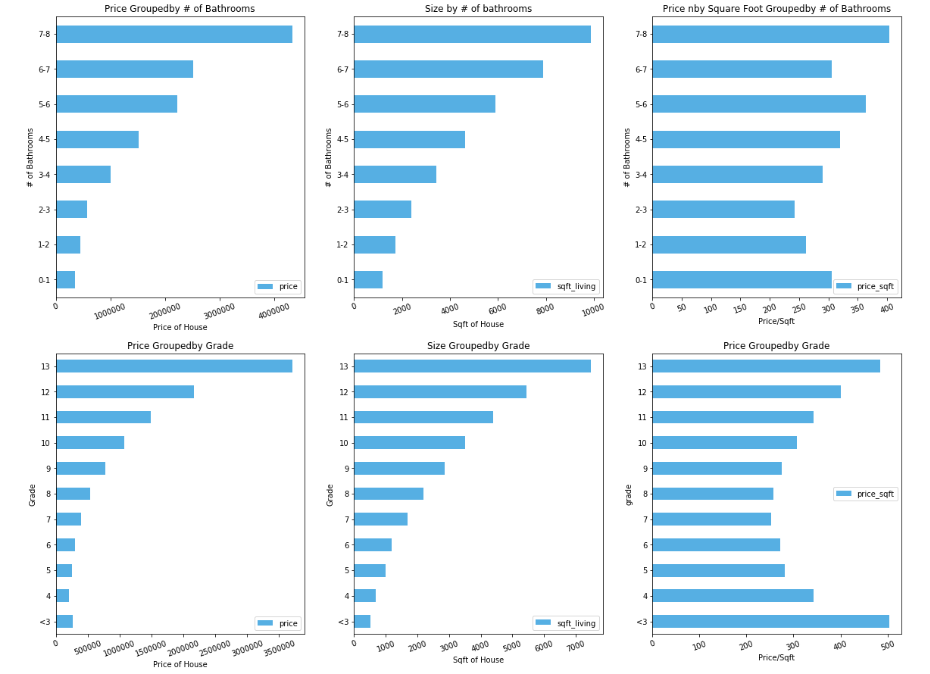 Price Groupedby # of Bathrooms
# of Bathrooms
7-8
6-7
5-6
4-5
3-4
2-3
1-2
0-1
price
0 1000000 2000000 3000000 4000000
Price of House
Size by # of bathrooms
# of Bathrooms
7-8
6-7
5-6
4-5
3-4
2-3
1-2
0-1
sqft_living
0 2000 4000 6000 8000 10000
Sqft of House
Price nby Square Foot Groupedby # of Bathrooms
# of Bathrooms
7-8
6-7
5-6
4-5
3-4
2-3
1-2
0-1
price_sqft
0 50 100 150 200 250 300 350 400
Price/Sqft
Price Groupedby Grade
Grade
13
12
11
10
9
8
7
6
5
4
<3
price
0 500000 1000000 1500000 2000000 2500000 3000000 3500000
Price of House
Size Groupedby Grade
Grade
13
12
11
10
9
8
7
6
5
4
<3
sqft_living
0 1000 2000 3000 4000 5000 6000 7000
Sqft of House
Price Groupedby Grade
grade
13
12
11
10
9
8
7
6
5
4
<3
price_sqft
0 100 200 300 400 500
Price/Sqft